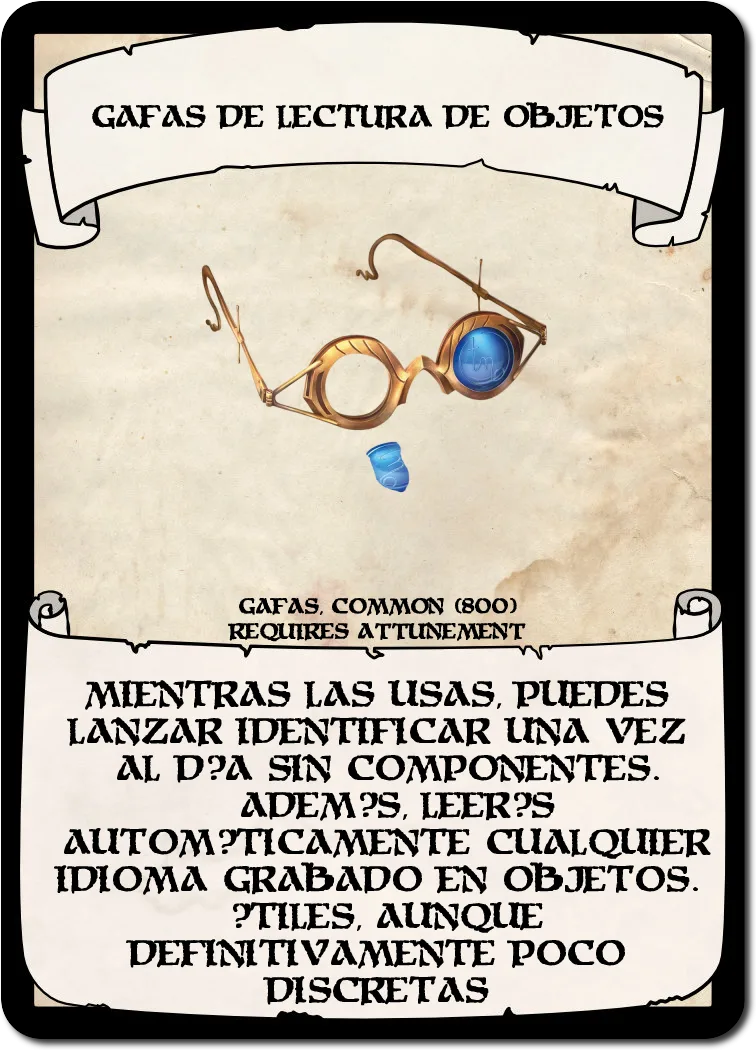 GAFAS DE LECTURA DE OBJETOS
GAFAS, COMMON (800)
REQUIRES ATTUNEMENT
MIENTRAS LAS USAS, PUEDES
LANZAR IDENTIFICAR UNA VEZ
AL D?A SIN COMPONENTES.
ADEM?S, LEER?S
AUTOM?TICAMENTE CUALQUIER
IDIOMA GRABADO EN OBJETOS.
?TILES, AUNQUE
DEFINITIVAMENTE POCO
DISCRETAS